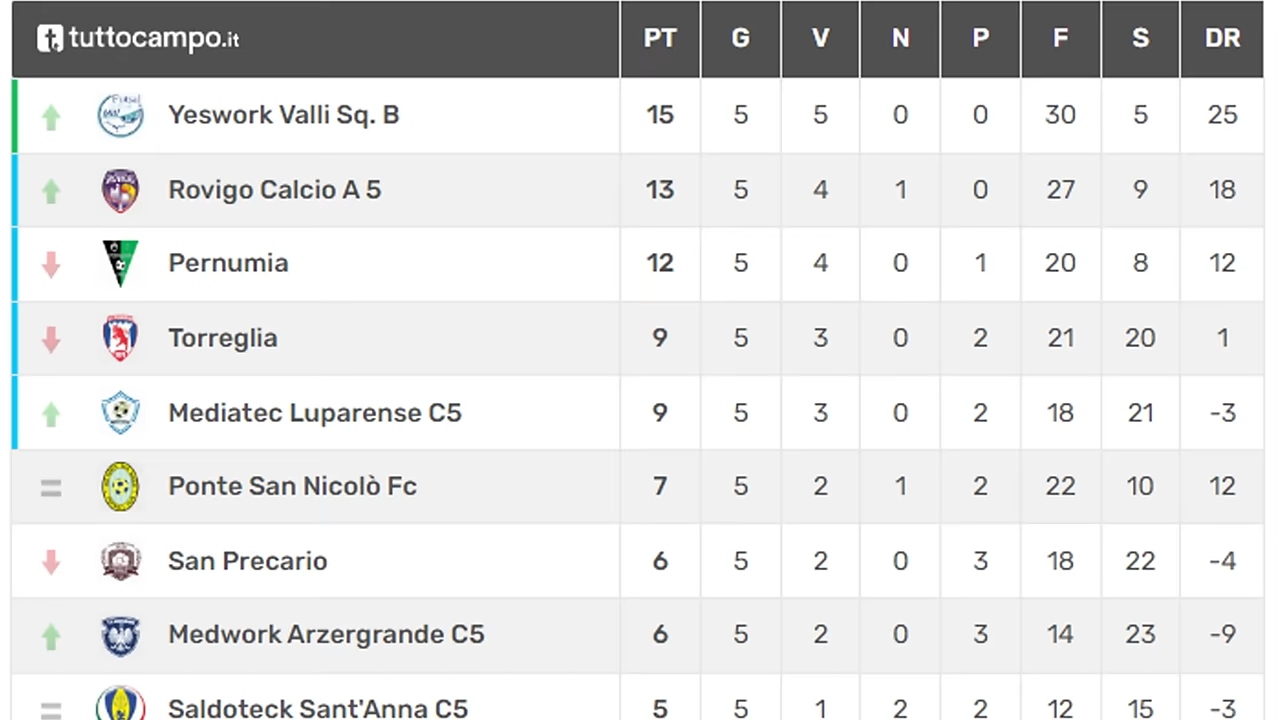 tuttocampo.it PT G V N P F S DR
Yeswork Valli Sq. B 15 5 5 0 0 30 5 25
Rovigo Calcio A 5 13 5 4 1 0 27 9 18
Pernumia 12 5 4 0 1 20 8 12
Torreglia 9 5 3 0 2 21 20 1
Mediatec Luparense C5 9 5 3 0 2 18 21 -3
Ponte San Nicolò Fc 7 5 2 1 2 22 10 12
San Precario 6 5 2 0 3 18 22 -4
Medwork Arzergrande C5 6 5 2 0 3 14 23 -9
Saldoteck Sant'Anna C5 5 5 1 2 2 12 15 -3